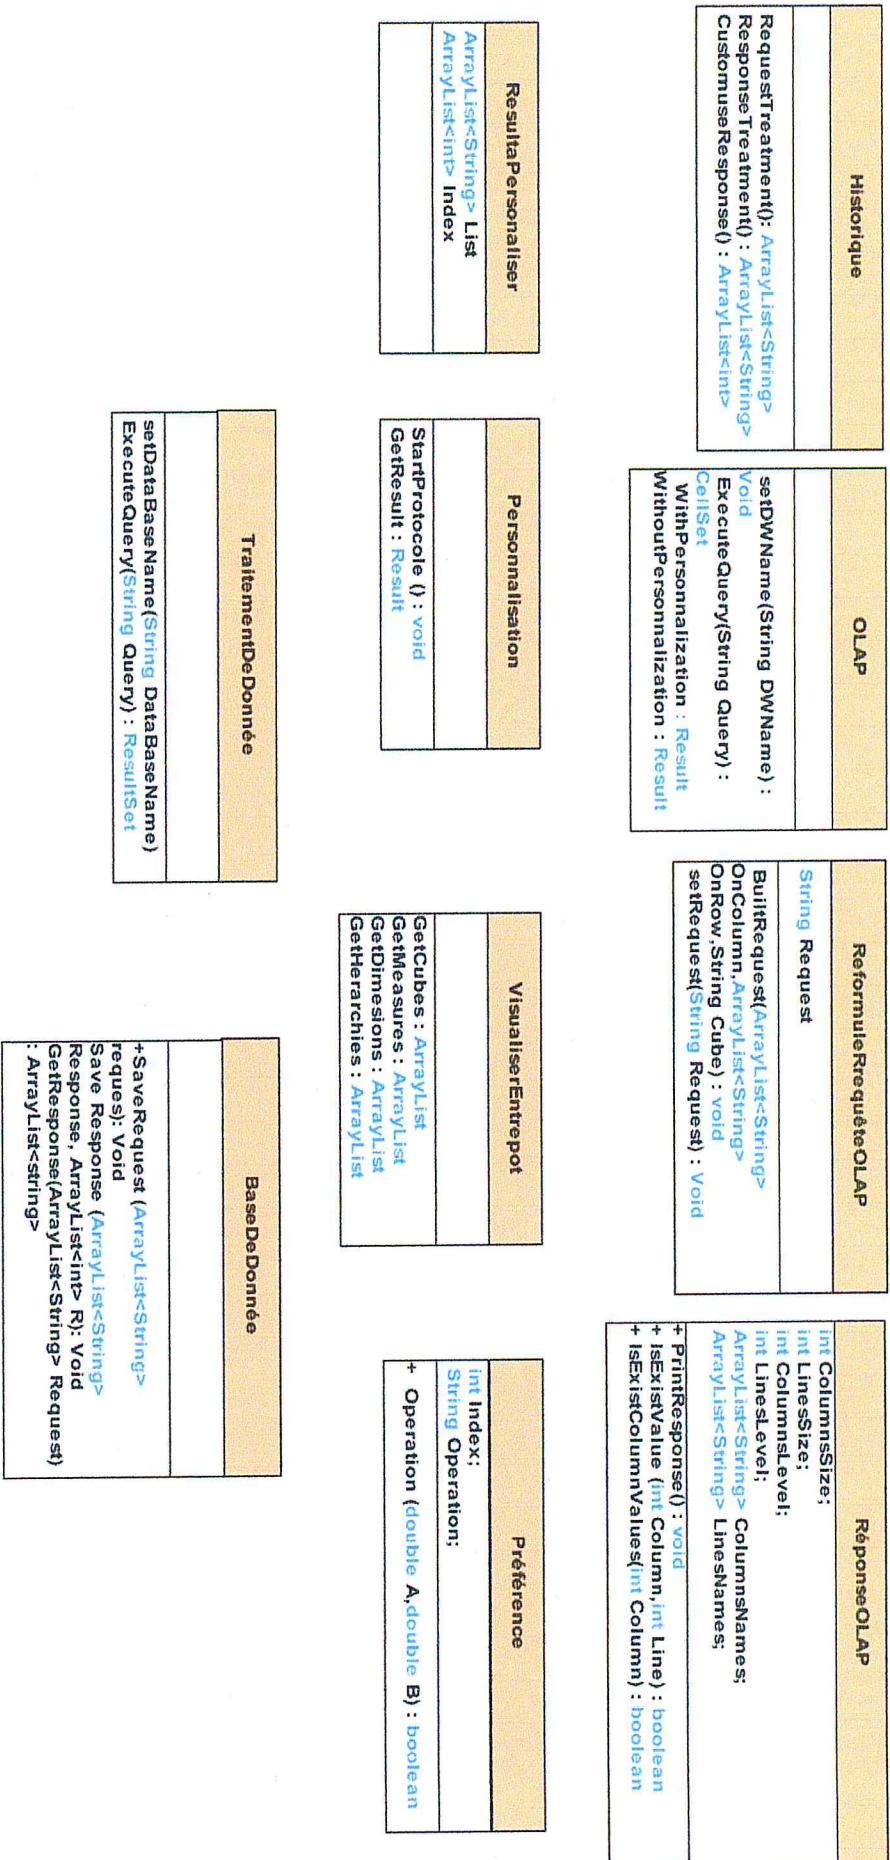 Historique
RequestTreatment(): ArrayList<String>
ResponseTreatment() : ArrayList<String>
CustomuseResponse() : ArrayList<int>
OLAP
setDWName(String DWName) :
Void
ExecuteQuery(String Query) :
CellSet
WithPersonnalization : Result
WithoutPersonnalization : Result
ReformuleRrequêteOLAP
String Request
BuiltRequest(ArrayList<String>
OnColumn,ArrayList<String>
OnRow,String Cube) : void
setRequest(String Request) : Void
RéponseOLAP
int ColumnsSize;
int LinesSize;
int ColumnsLevel;
int LinesLevel;
ArrayList<String> ColumnsNames;
ArrayList<String> LinesNames;
+ PrintResponse() : void
+ IsExistValue (int Column,int Line) : boolean
+ IsExistColumnValues(int Column) : boolean
ResultaPersonaliser
ArrayList<String> List
ArrayList<int> Index
Personnalisation
StartProtocole () : void
GetResult : Result
VisualiserEntrepot
GetCubes : ArrayList
GetMeasures : ArrayList
GetDimesions : ArrayList
GetHerarchies : ArrayList
Préférence
int Index;
String Operation;
+ Operation (double A,double B) : boolean
TraitementDeDonnée
setDataBaseName(String DataBaseName)
ExecuteQuery(String Query) : ResultSet
BaseDeDonnée
+SaveRequest (ArrayList<String>
reques): Void
Save Response (ArrayList<String>
Response, ArrayList<int> R): Void
GetResponse(ArrayList<String> Request)
: ArrayList<string>